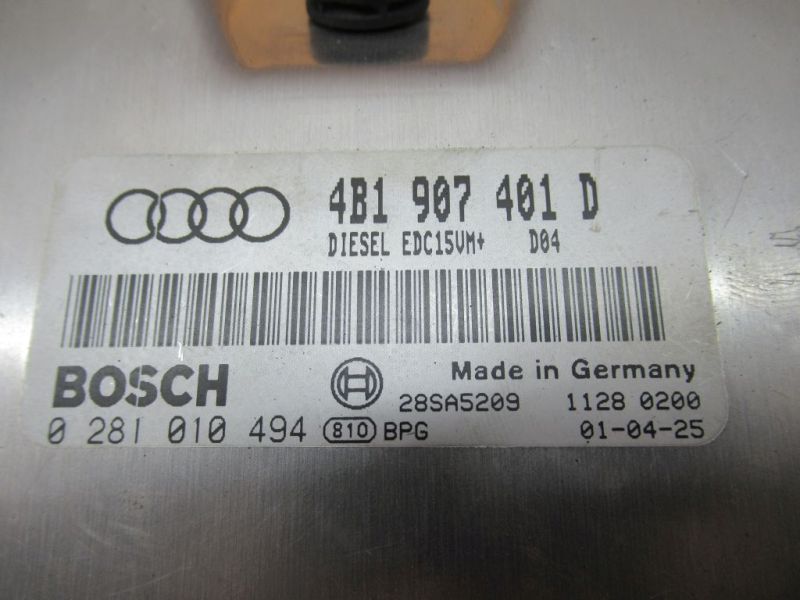 4B1 907 401 D
DIESEL EDC15VM+ D04
BOSCH Made in Germany
28SA5209 1128 0200
0 281 010 494 810 BPG 01-04-25